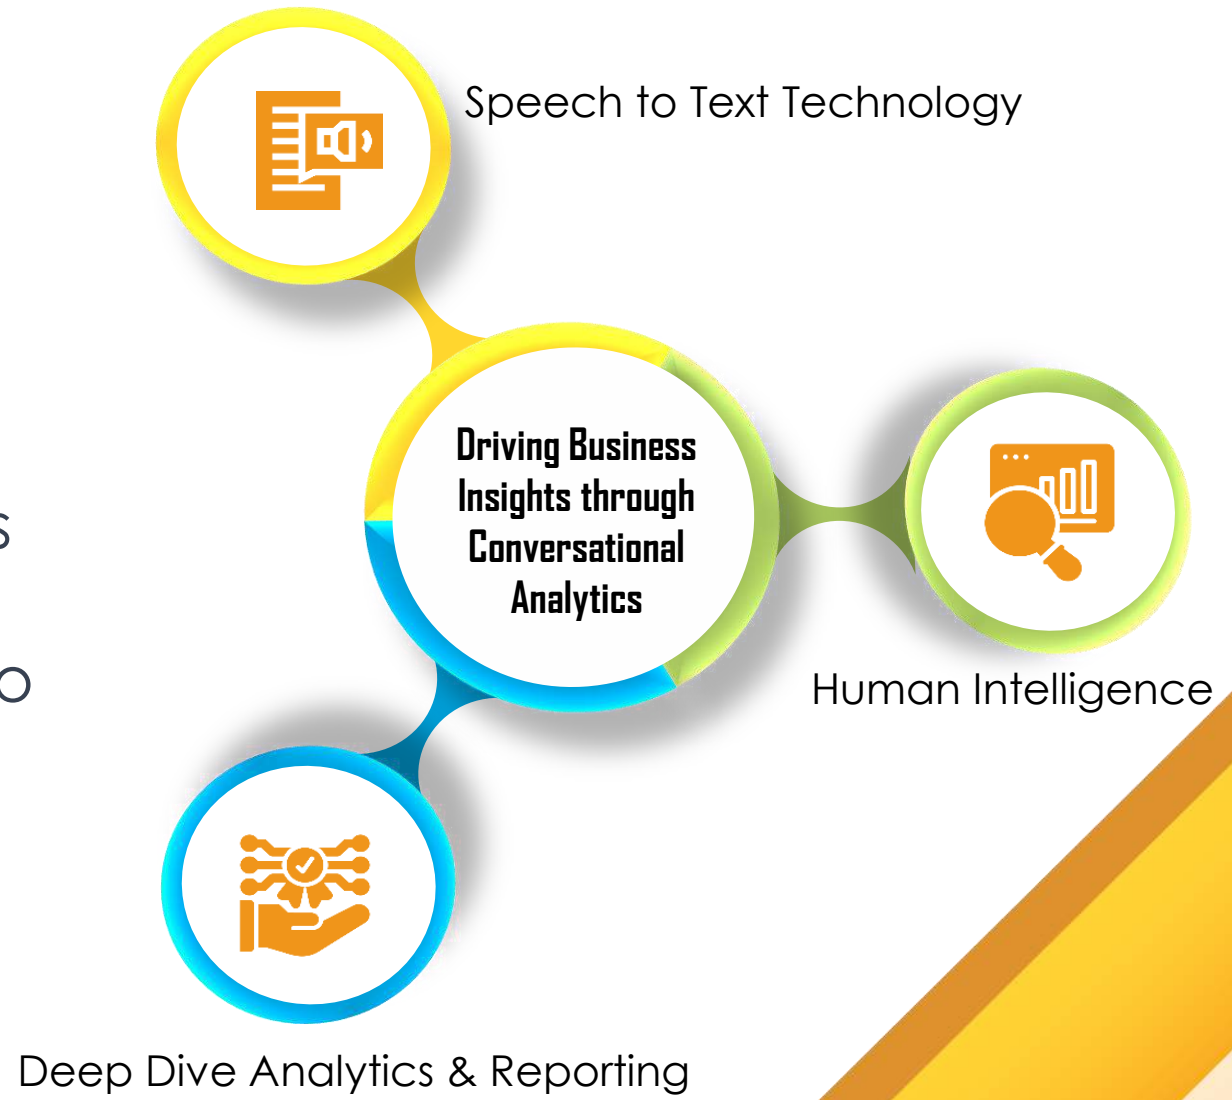 Speech to Text Technology
Driving Business
Insights through
Conversational
Analytics
s
o
Human Intelligence
Deep Dive Analytics & Reporting